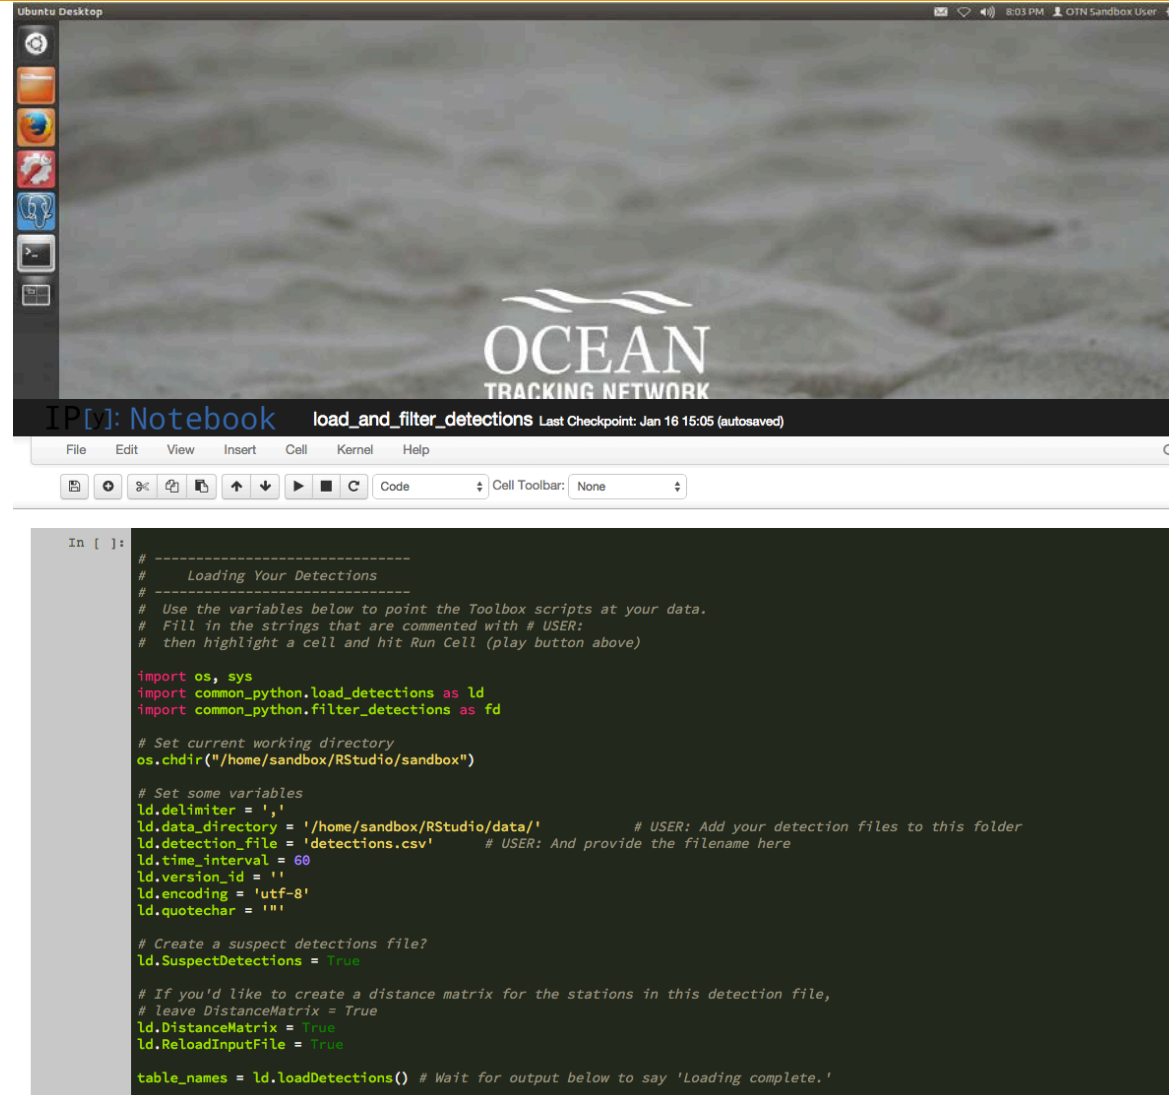 Ubuntu Desktop
8:03 PM OTN Sandbox User
OCEAN
TRACKING NETWORK
IP[y]: Notebook load_and_filter_detections Last Checkpoint: Jan 16 15:05 (autosaved)
File Edit View Insert Cell Kernel Help
Code Cell Toolbar: None
In [ ]:
# -------------------------------
#     Loading Your Detections
# -------------------------------
#  Use the variables below to point the Toolbox scripts at your data.
#  Fill in the strings that are commented with # USER:
#  then highlight a cell and hit Run Cell (play button above)
import os, sys
import common_python.load_detections as ld
import common_python.filter_detections as fd
# Set current working directory
os.chdir("/home/sandbox/RStudio/sandbox")
# Set some variables
ld.delimiter = ','
ld.data_directory = '/home/sandbox/RStudio/data/' # USER: Add your detection files to this folder
ld.detection_file = 'detections.csv' # USER: And provide the filename here
ld.time_interval = 60
ld.version_id = ''
ld.encoding = 'utf-8'
ld.quotechar = '"'
# Create a suspect detections file?
ld.SuspectDetections = True
# If you'd like to create a distance matrix for the stations in this detection file,
# leave DistanceMatrix = True
ld.DistanceMatrix = True
ld.ReloadInputFile = True
table_names = ld.loadDetections() # Wait for output below to say 'Loading complete.'